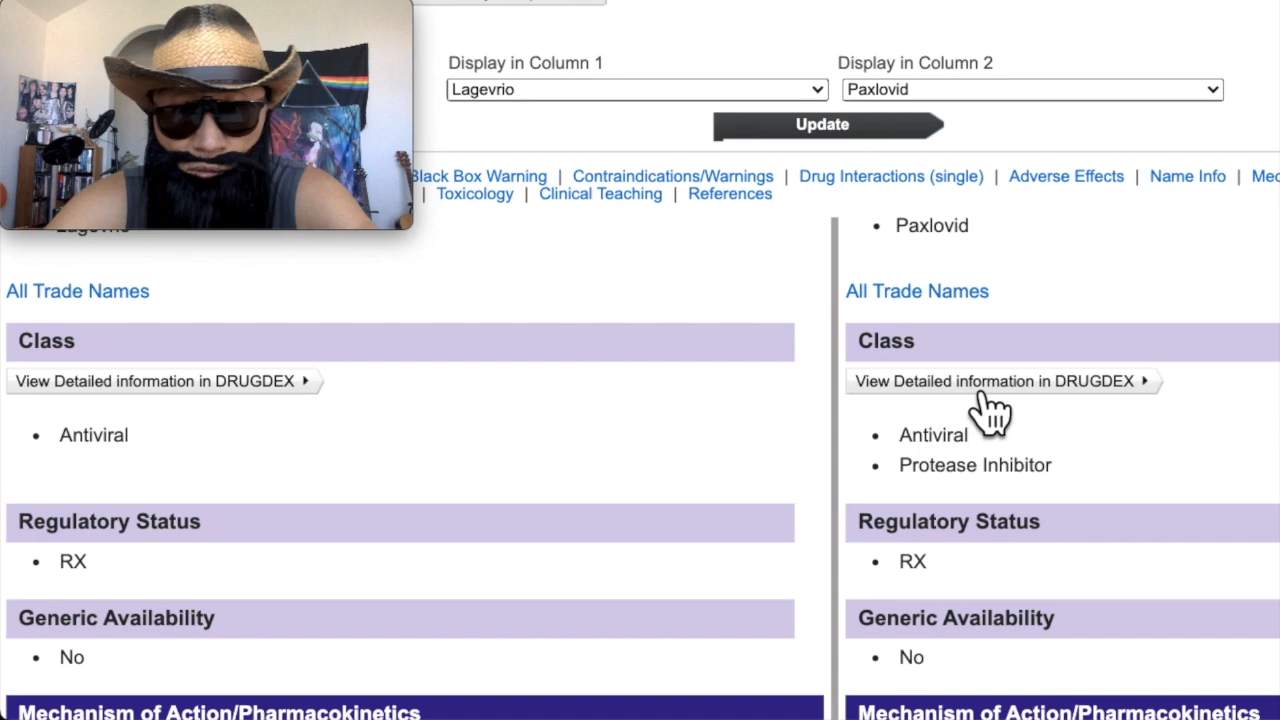 Display in Column 1
Display in Column 2
Lagevrio
Paxlovid
Update
Black Box Warning | Contraindications/Warnings | Drug Interactions (single) | Adverse Effects | Name Info |
| Toxicology | Clinical Teaching | References
Lagevrio
Paxlovid
All Trade Names
All Trade Names
Class
Class
View Detailed information in DRUGDEX
View Detailed information in DRUGDEX
Antiviral
Antiviral
Protease Inhibitor
Regulatory Status
Regulatory Status
RX
RX
Generic Availability
Generic Availability
No
No
Mechanism of Action/Pharmacokinetics
Mechanism of Action/Pharmacokinetics